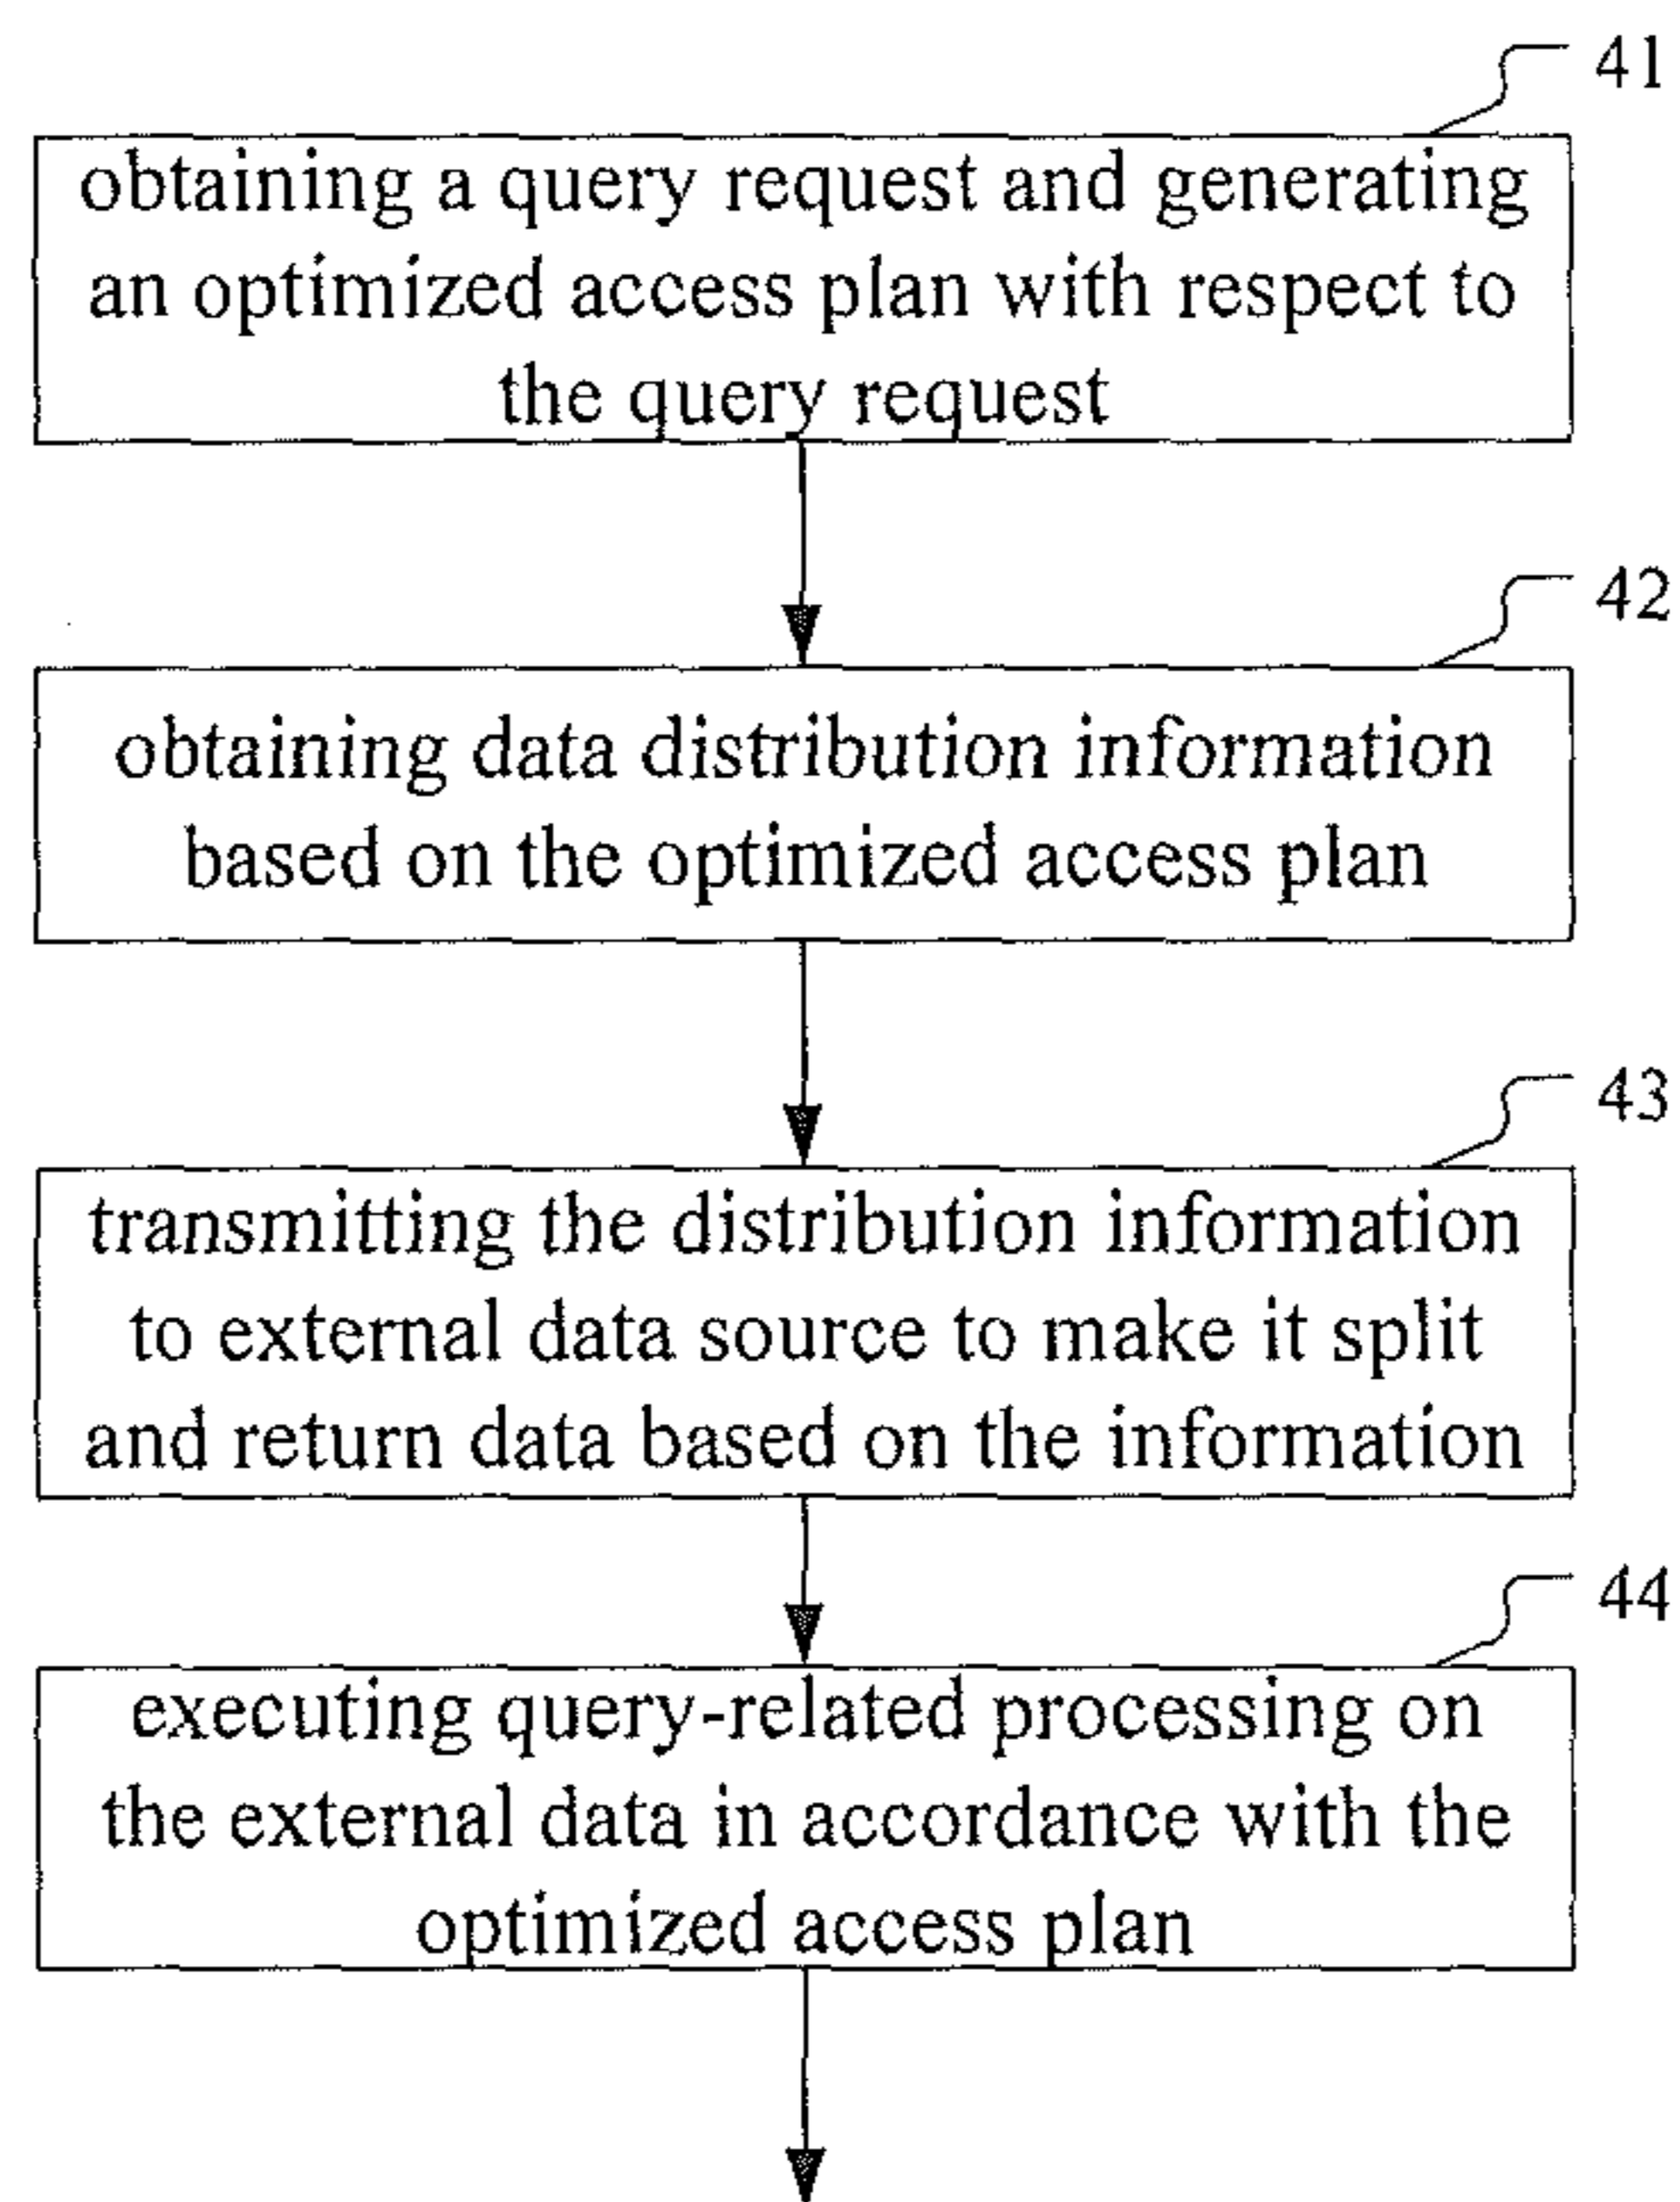 41
obtaining a query request and generating
an optimized access plan with respect to
the query request
42
obtaining data distribution information
based on the optimized access plan
43
transmitting the distribution information
to external data source to make it split
and return data based on the information
44
executing query-related processing on
the external data in accordance with the
optimized access plan